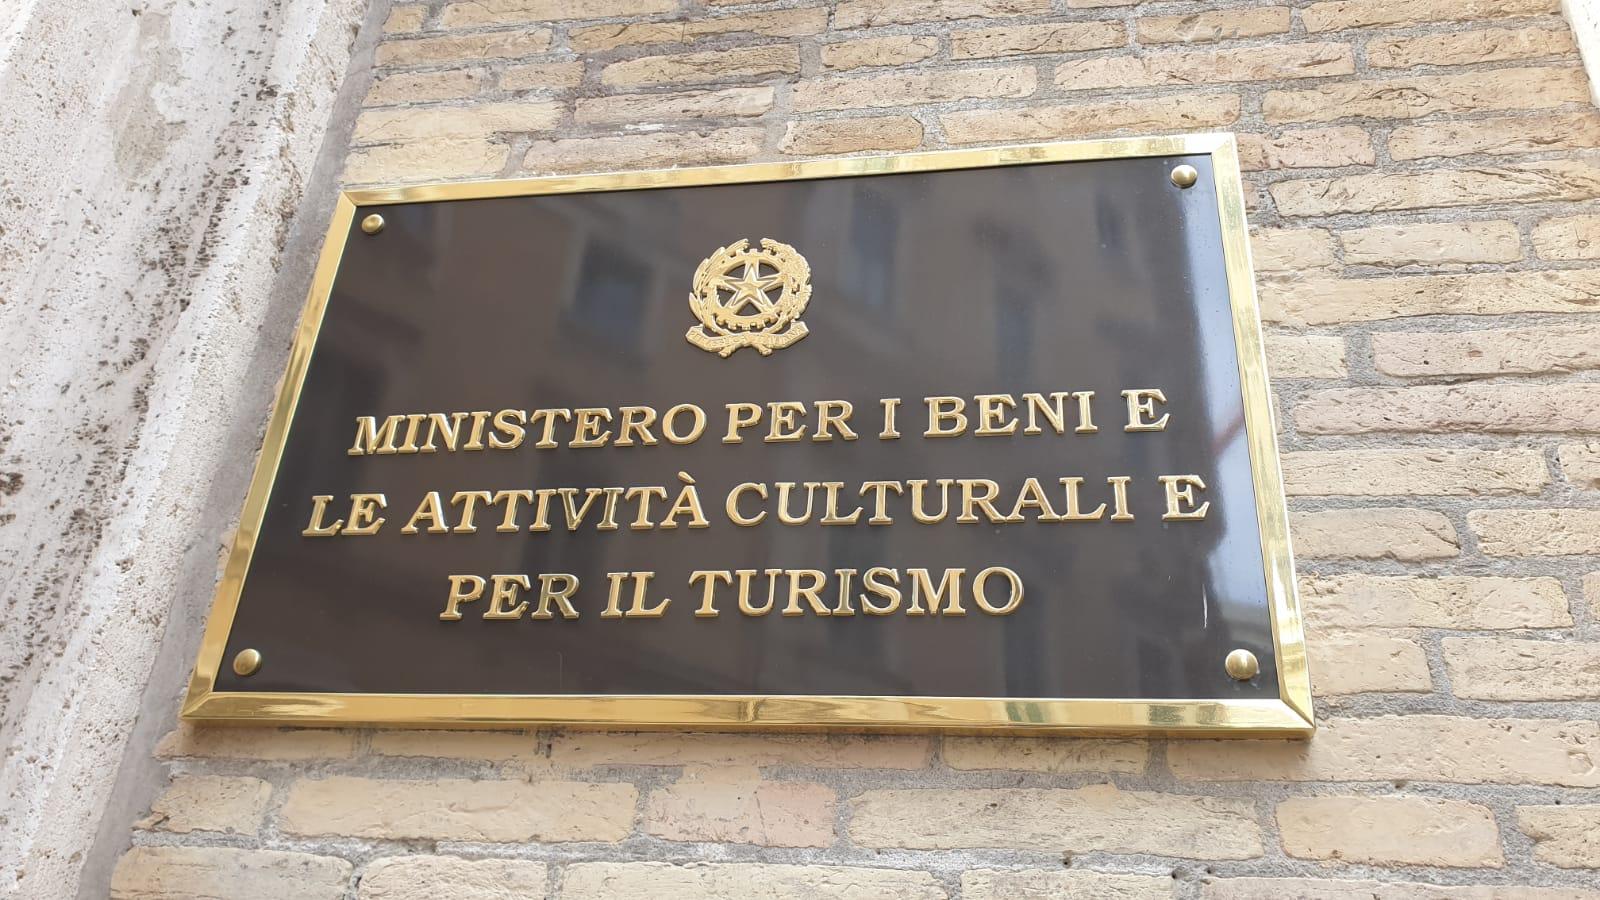 MINISTERO PER I BENI E
LE ATTIVITÀ CULTURALI E
PER IL TURISMO